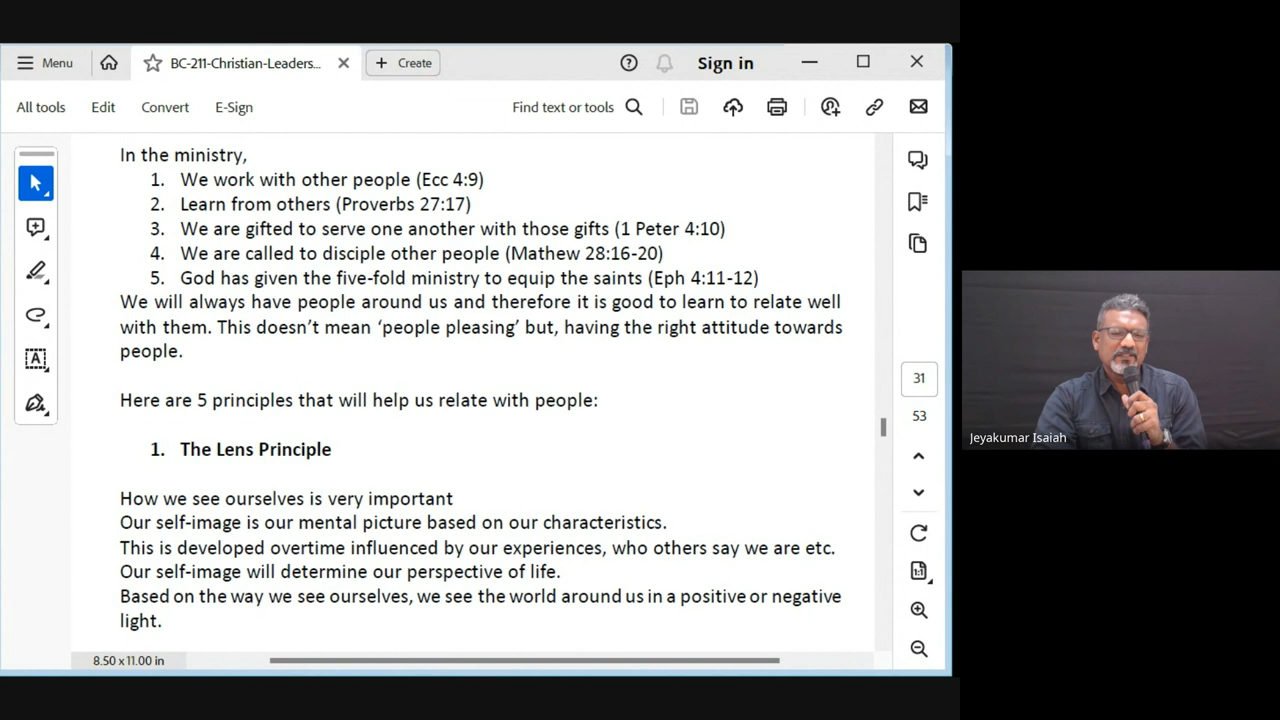 Menu
BC-211-Christian-Leaders...
Create
Sign in
All tools
Edit
Convert
E-Sign
Find text or tools
In the ministry,
1. We work with other people (Ecc 4:9)
2. Learn from others (Proverbs 27:17)
3. We are gifted to serve one another with those gifts (1 Peter 4:10)
4. We are called to disciple other people (Mathew 28:16-20)
5. God has given the five-fold ministry to equip the saints (Eph 4:11-12)
We will always have people around us and therefore it is good to learn to relate well
with them. This doesn’t mean ‘people pleasing’ but, having the right attitude towards
people.
Here are 5 principles that will help us relate with people:
1. The Lens Principle
How we see ourselves is very important
Our self-image is our mental picture based on our characteristics.
This is developed overtime influenced by our experiences, who others say we are etc.
Our self-image will determine our perspective of life.
Based on the way we see ourselves, we see the world around us in a positive or negative
light.
8.50 x 11.00 in
31
53
1:1
Jeyakumar Isaiah